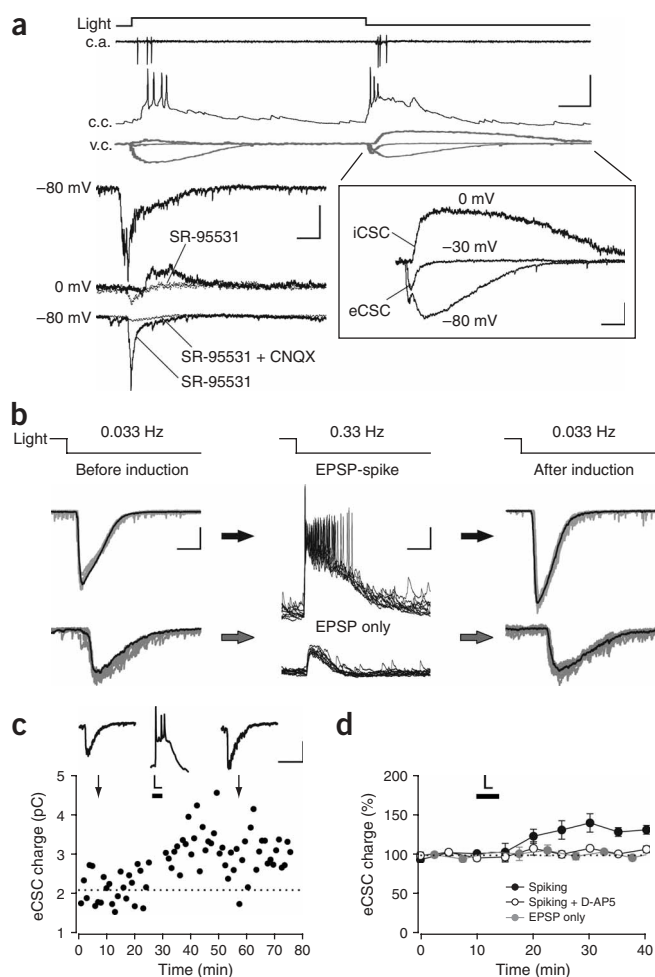 a
Light
c.a.
c.c.
v.c.
–80 mV
SR-95531
0 mV
–80 mV
SR-95531 + CNQX
SR-95531
0 mV
iCSC
–30 mV
eCSC
–80 mV
b
Light
0.033 Hz
0.33 Hz
0.033 Hz
Before induction
EPSP-spike
After induction
EPSP only
c
L
eCSC charge (pC)
5
4
3
2
1
0 10 20 30 40 50 60 70 80
Time (min)
d
L
eCSC charge (%)
200
150
100
50
0
Spiking
Spiking + D-AP5
EPSP only
0 10 20 30 40
Time (min)